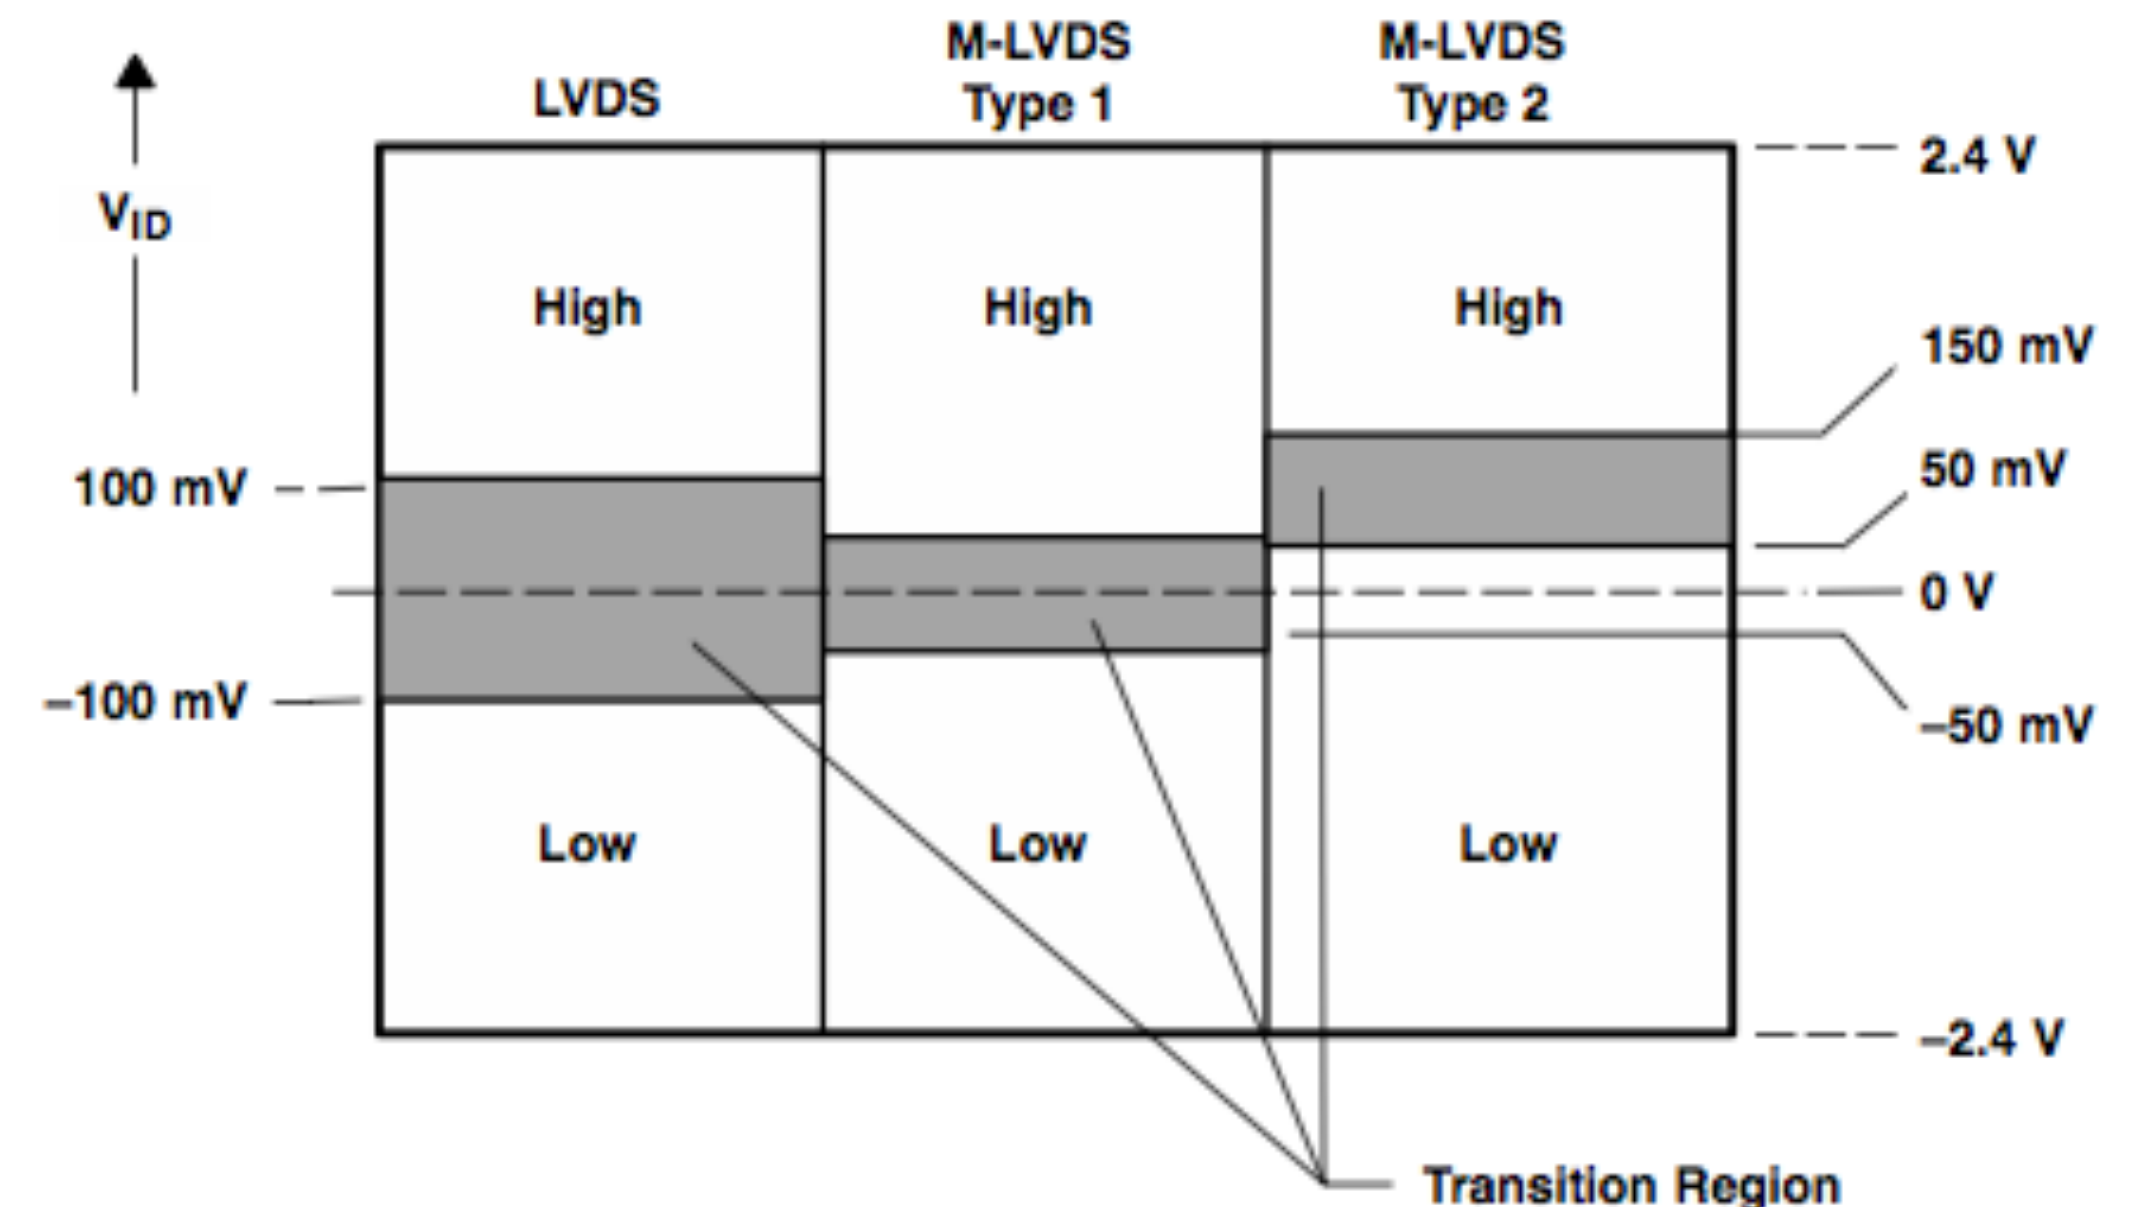 M-LVDS
Type 1
M-LVDS
Type 2
LVDS
2.4 V
VID
High
High
High
150 mV
100 mV
50 mV
0 V
–100 mV
–50 mV
Low
Low
Low
–2.4 V
Transition Region